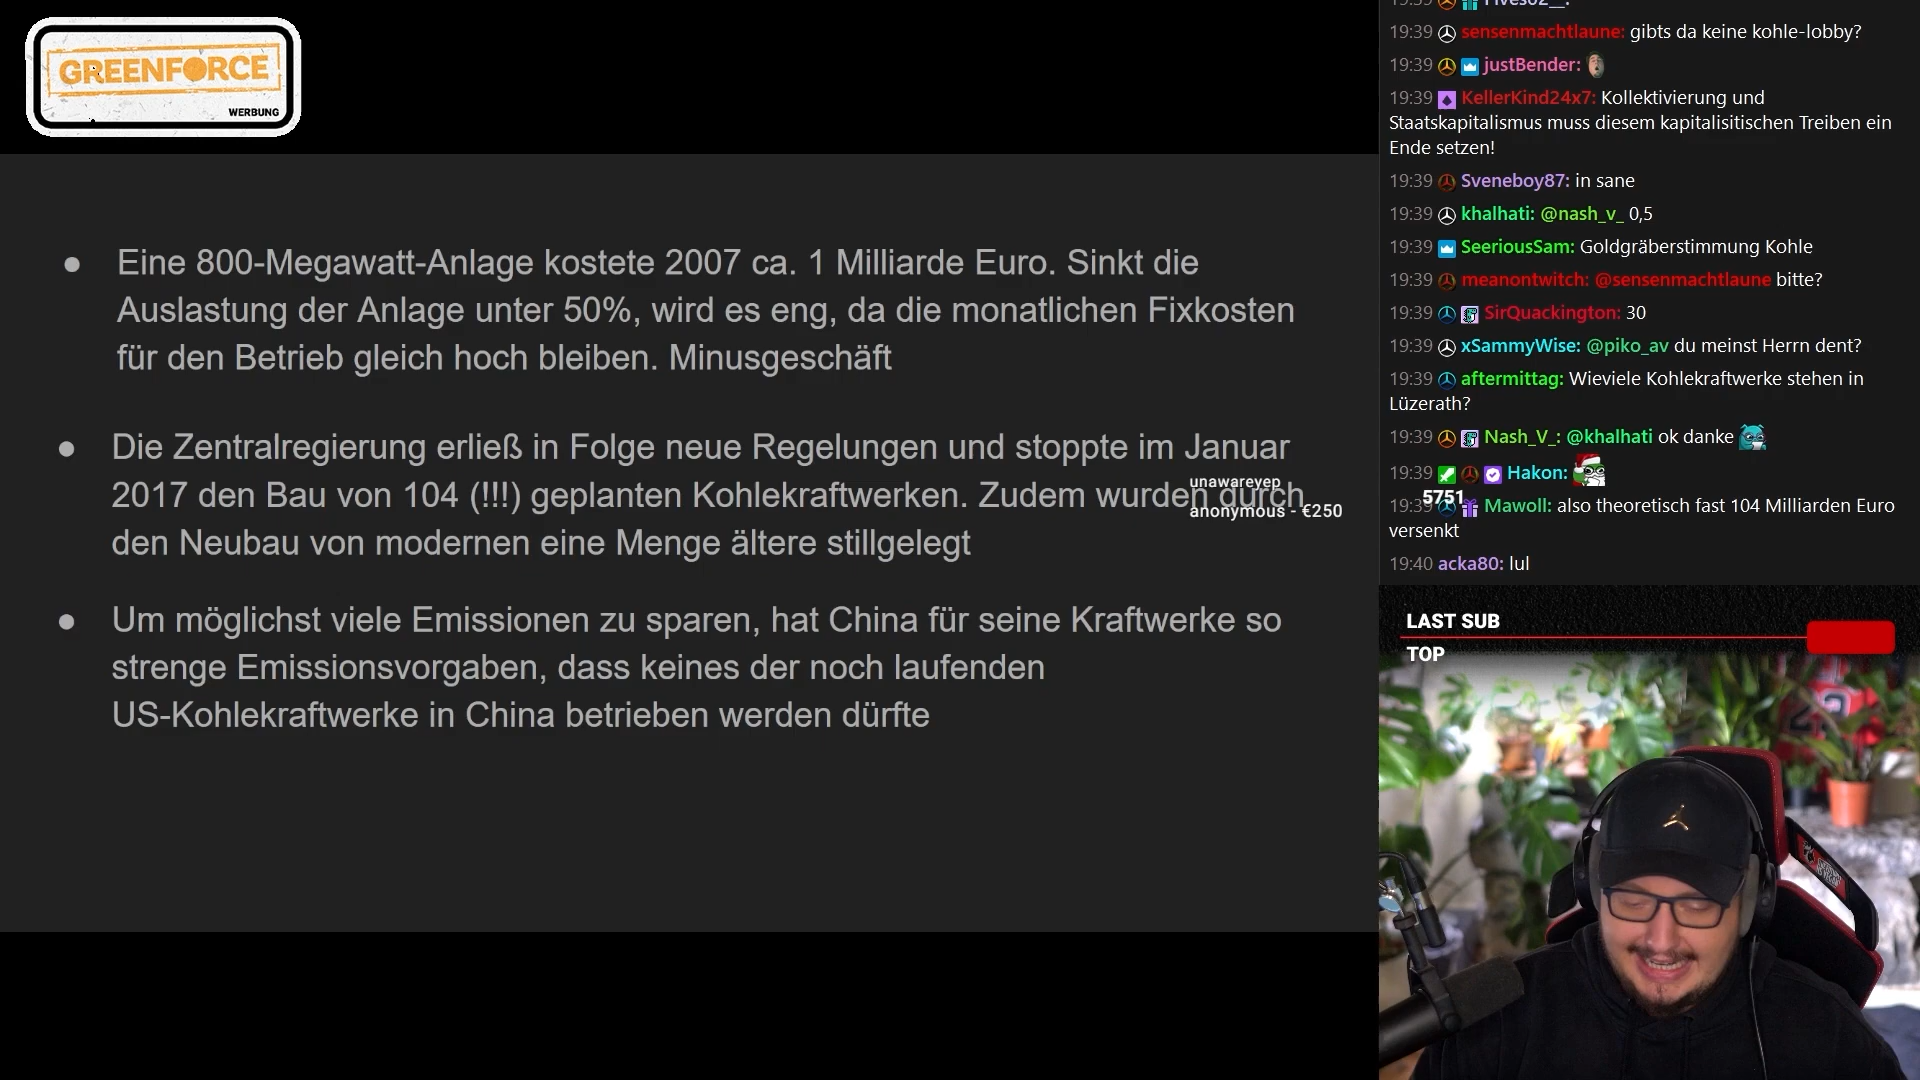 GREENFORCE
WERBUNG
Eine 800-Megawatt-Anlage kostete 2007 ca. 1 Milliarde Euro. Sinkt die
Auslastung der Anlage unter 50%, wird es eng, da die monatlichen Fixkosten
für den Betrieb gleich hoch bleiben. Minusgeschäft
Die Zentralregierung erließ in Folge neue Regelungen und stoppte im Januar
2017 den Bau von 104 (!!!) geplanten Kohlekraftwerken. Zudem wurden durch
den Neubau von modernen eine Menge ältere stillgelegt
unawareyep
anonymous - €250
Um möglichst viele Emissionen zu sparen, hat China für seine Kraftwerke so
strenge Emissionsvorgaben, dass keines der noch laufenden
US-Kohlekraftwerke in China betrieben werden dürfte
19:39 sensenmachtlaune: gibts da keine kohle-lobby?
19:39 justBender:
19:39 KellerKind24x7: Kollektivierung und
Staatskapitalismus muss diesem kapitalisitischen Treiben ein
Ende setzen!
19:39 Sveneboy87: in sane
19:39 khalhati: @nash_v_ 0,5
19:39 SeeriousSam: Goldgräberstimmung Kohle
19:39 meanontwitch: @sensenmachtlaune bitte?
19:39 SirQuackington: 30
19:39 xSammyWise: @piko_av du meinst Herrn dent?
19:39 aftermittag: Wieviele Kohlekraftwerke stehen in
Lüzerath?
19:39 Nash_V_: @khalhati ok danke
19:39 Hakon:
5751
19:39 Mawoll: also theoretisch fast 104 Milliarden Euro
versenkt
19:40 acka80: lul
LAST SUB
TOP